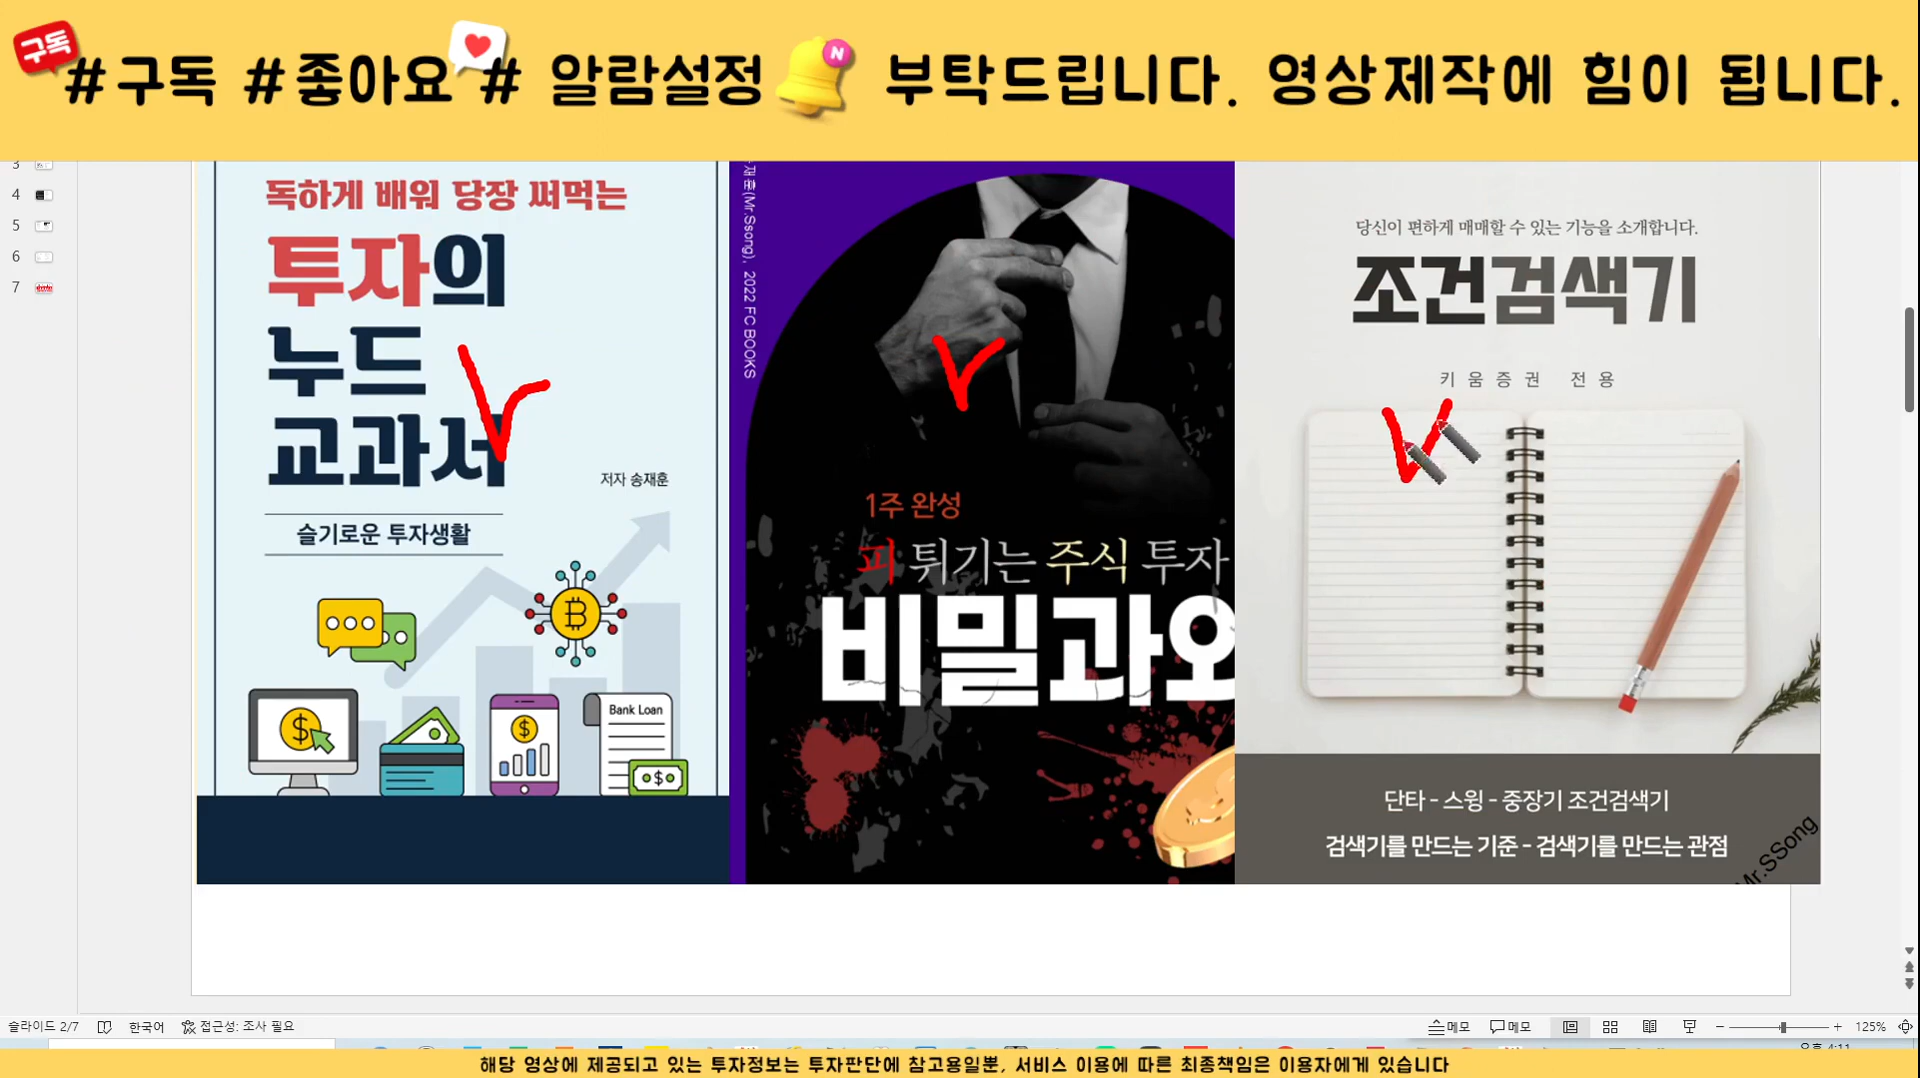 구독
#구독 #좋아요 # 알람설정 부탁드립니다. 영상제작에 힘이 됩니다.
N
3
4
5
6
7
독하게 배워 당장 써먹는
투자의
누드
교과서
저자 송재훈
슬기로운 투자생활
Bank Loan
재훈(Mr.Ssong), 2022 FC BOOKS
1주 완성
피 튀기는 주식 투자
비밀과외
당신이 편하게 매매할 수 있는 기능을 소개합니다.
조건검색기
키움증권 전용
단타 - 스윙 - 중장기 조건검색기
검색기를 만드는 기준 - 검색기를 만드는 관점
Mr.SSong
슬라이드 2/7 한국어 접근성: 조사 필요
메모 메모 125%
오후 4:11
해당 영상에 제공되고 있는 투자정보는 투자판단에 참고용일뿐, 서비스 이용에 따른 최종책임은 이용자에게 있습니다